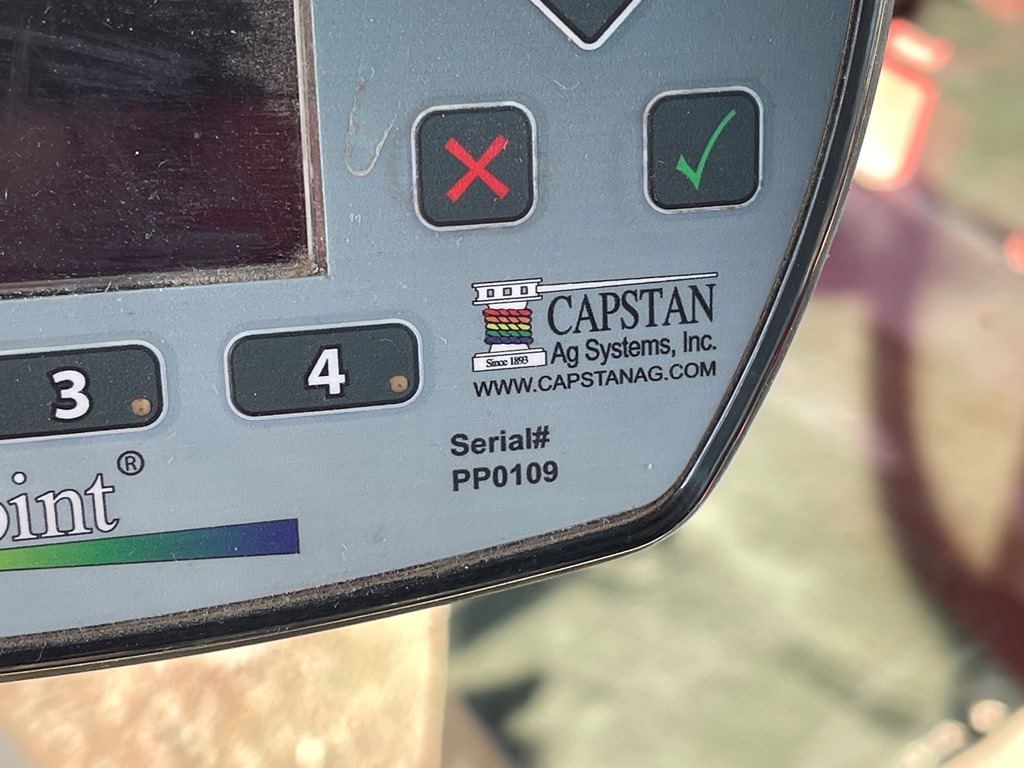 CAPSTAN
Ag Systems, Inc.
Since 1893
WWW.CAPSTANAG.COM
3
4
Serial#
PP0109
oint®